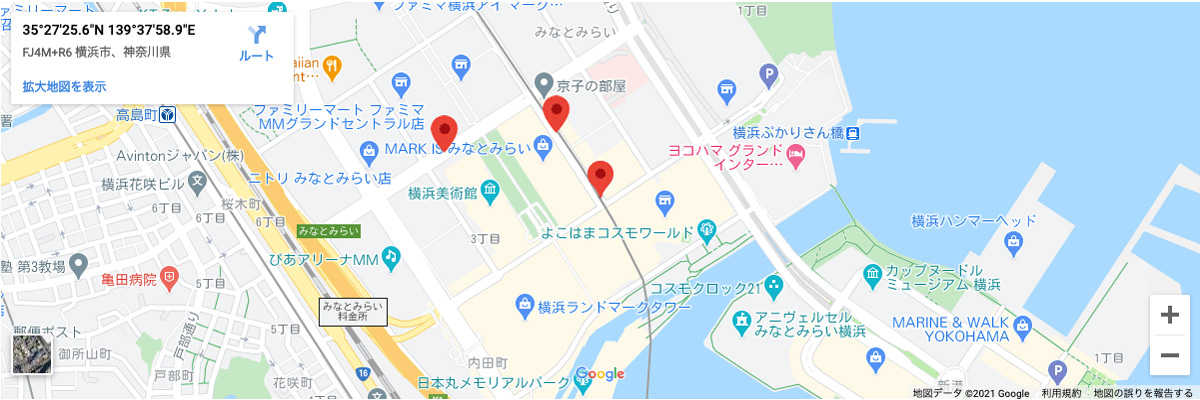 ファミリーマート
ファミマ横浜アイ マーク…
35°27'25.6"N 139°37'58.9"E
FJ4M+R6 横浜市、神奈川県
ルート
拡大地図を表示
みなとみらい
京子の部屋
高島町
ファミリーマート ファミマ
MMグランドセントラル店
横浜ぷかりさん橋
MARK IS みなとみらい
ヨコハマ グランド
インター…
Avintonジャパン(株)
ニトリ みなとみらい店
横浜花咲ビル
横浜美術館
6丁目
桜木町
6丁目
みなとみらい
3丁目
よこはまコスモワールド
横浜ハンマーヘッド
ぴあアリーナMM
塾 第3教場
亀田病院
5丁目
カップヌードル
ミュージアム 横浜
コスモクロック21
みなとみらい
料金所
横浜ランドマークタワー
アニヴェルセル
みなとみらい横浜
MARINE & WALK
YOKOHAMA
郵便ポスト
御所山町
戸部通り
5丁目
内田町
1丁目
戸部町
花咲町
16
日本丸メモリアルパーク
Google
新港
地図データ ©2021 Google
利用規約
地図の誤りを報告する